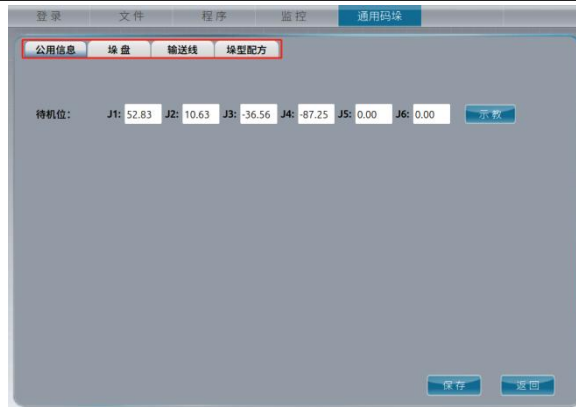 登录 文件 程序 监控 通用码垛
公用信息 垛盘 输送线 垛型配方
待机位： J1: 52.83 J2: 10.63 J3: -36.56 J4: -87.25 J5: 0.00 J6: 0.00 示教
保存 返回